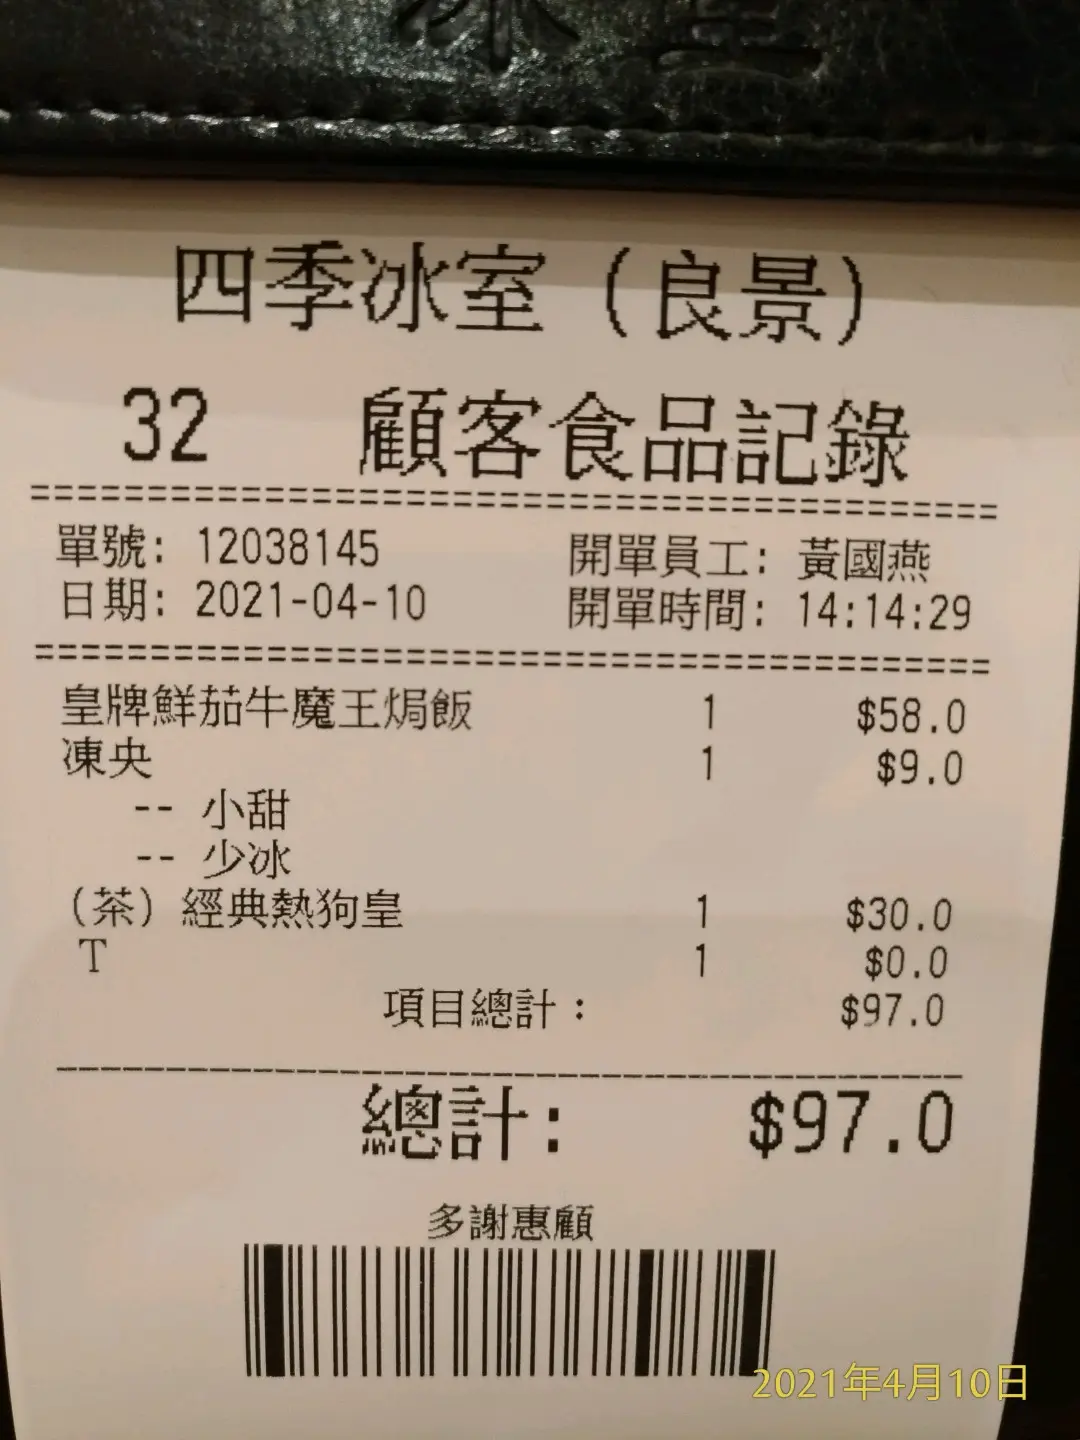 四季冰室（良景）
32 顧客食品記錄
單號: 12038145 開單員工: 黃國燕
日期: 2021-04-10 開單時間: 14:14:29
皇牌鮮茄牛魔王焗飯 1 $58.0
凍央 1 $9.0
-- 小甜
-- 少冰
（茶）經典熱狗皇 1 $30.0
T 1 $0.0
項目總計： $97.0
總計: $97.0
多謝惠顧
2021年4月10日